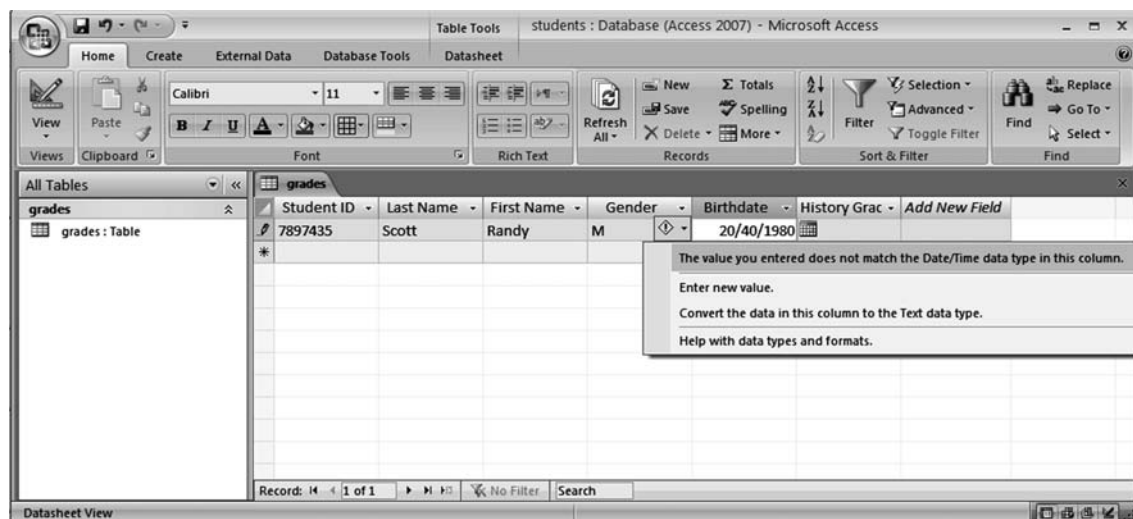 Table Tools students : Database (Access 2007) - Microsoft Access
Home Create External Data Database Tools Datasheet
View
Paste
Calibri 11
B I U A
Refresh All
New
Save
Delete
Totals
Spelling
More
Filter
Selection
Advanced
Toggle Filter
Find
Replace
Go To
Select
Views Clipboard Font Rich Text Records Sort & Filter Find
All Tables
grades
grades : Table
grades
Student ID Last Name First Name Gender Birthdate History Grac Add New Field
7897435 Scott Randy M 20/40/1980
The value you entered does not match the Date/Time data type in this column.
Enter new value.
Convert the data in this column to the Text data type.
Help with data types and formats.
Record: 1 of 1 No Filter Search
Datasheet View